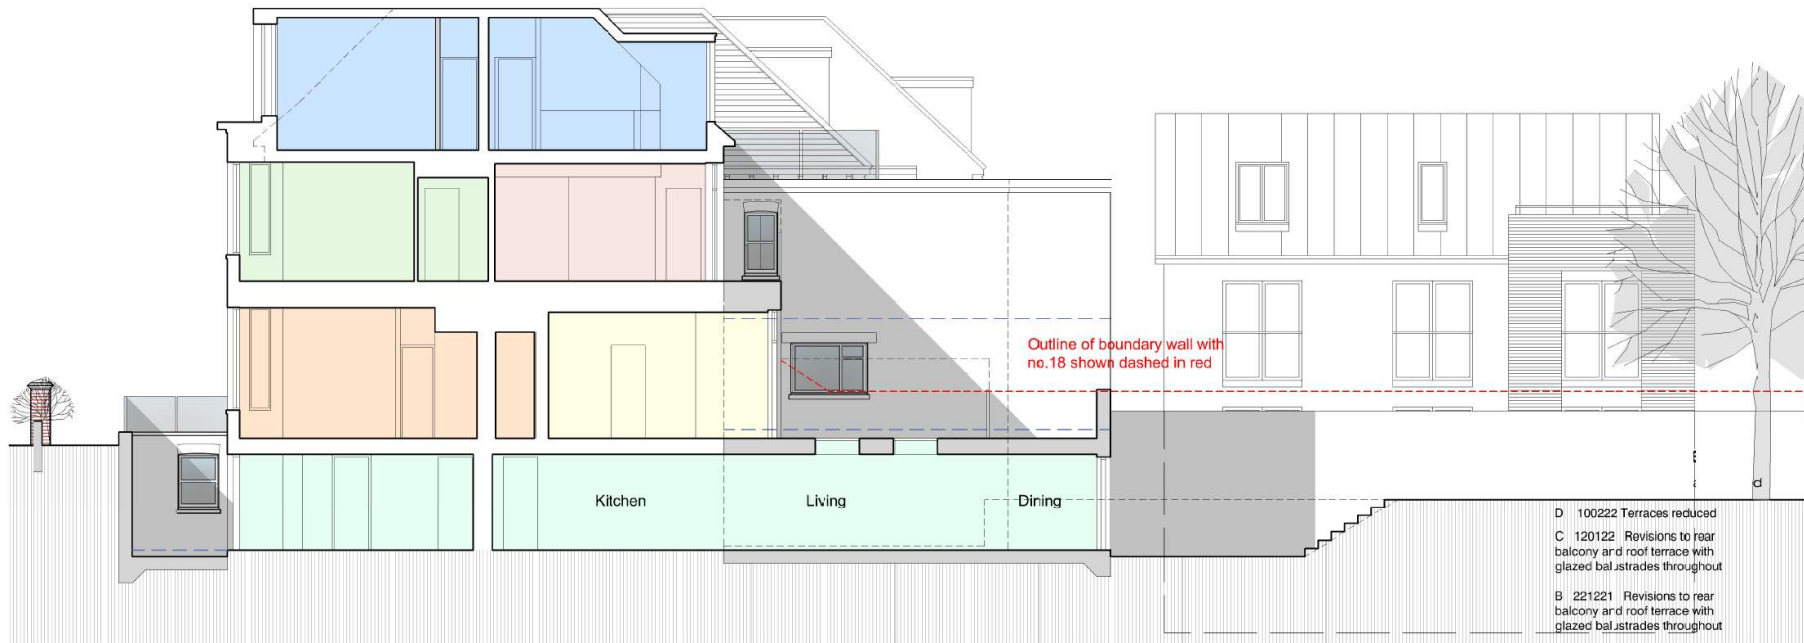 Outline of boundary wall with
no.18 shown dashed in red
Kitchen
Living
Dining
d
D 100222 Terraces reduced
C 120122 Revisions to rear
balcony and roof terrace with
glazed balustrades throughout
B 221221 Revisions to rear
balcony and roof terrace with
glazed balustrades throughout